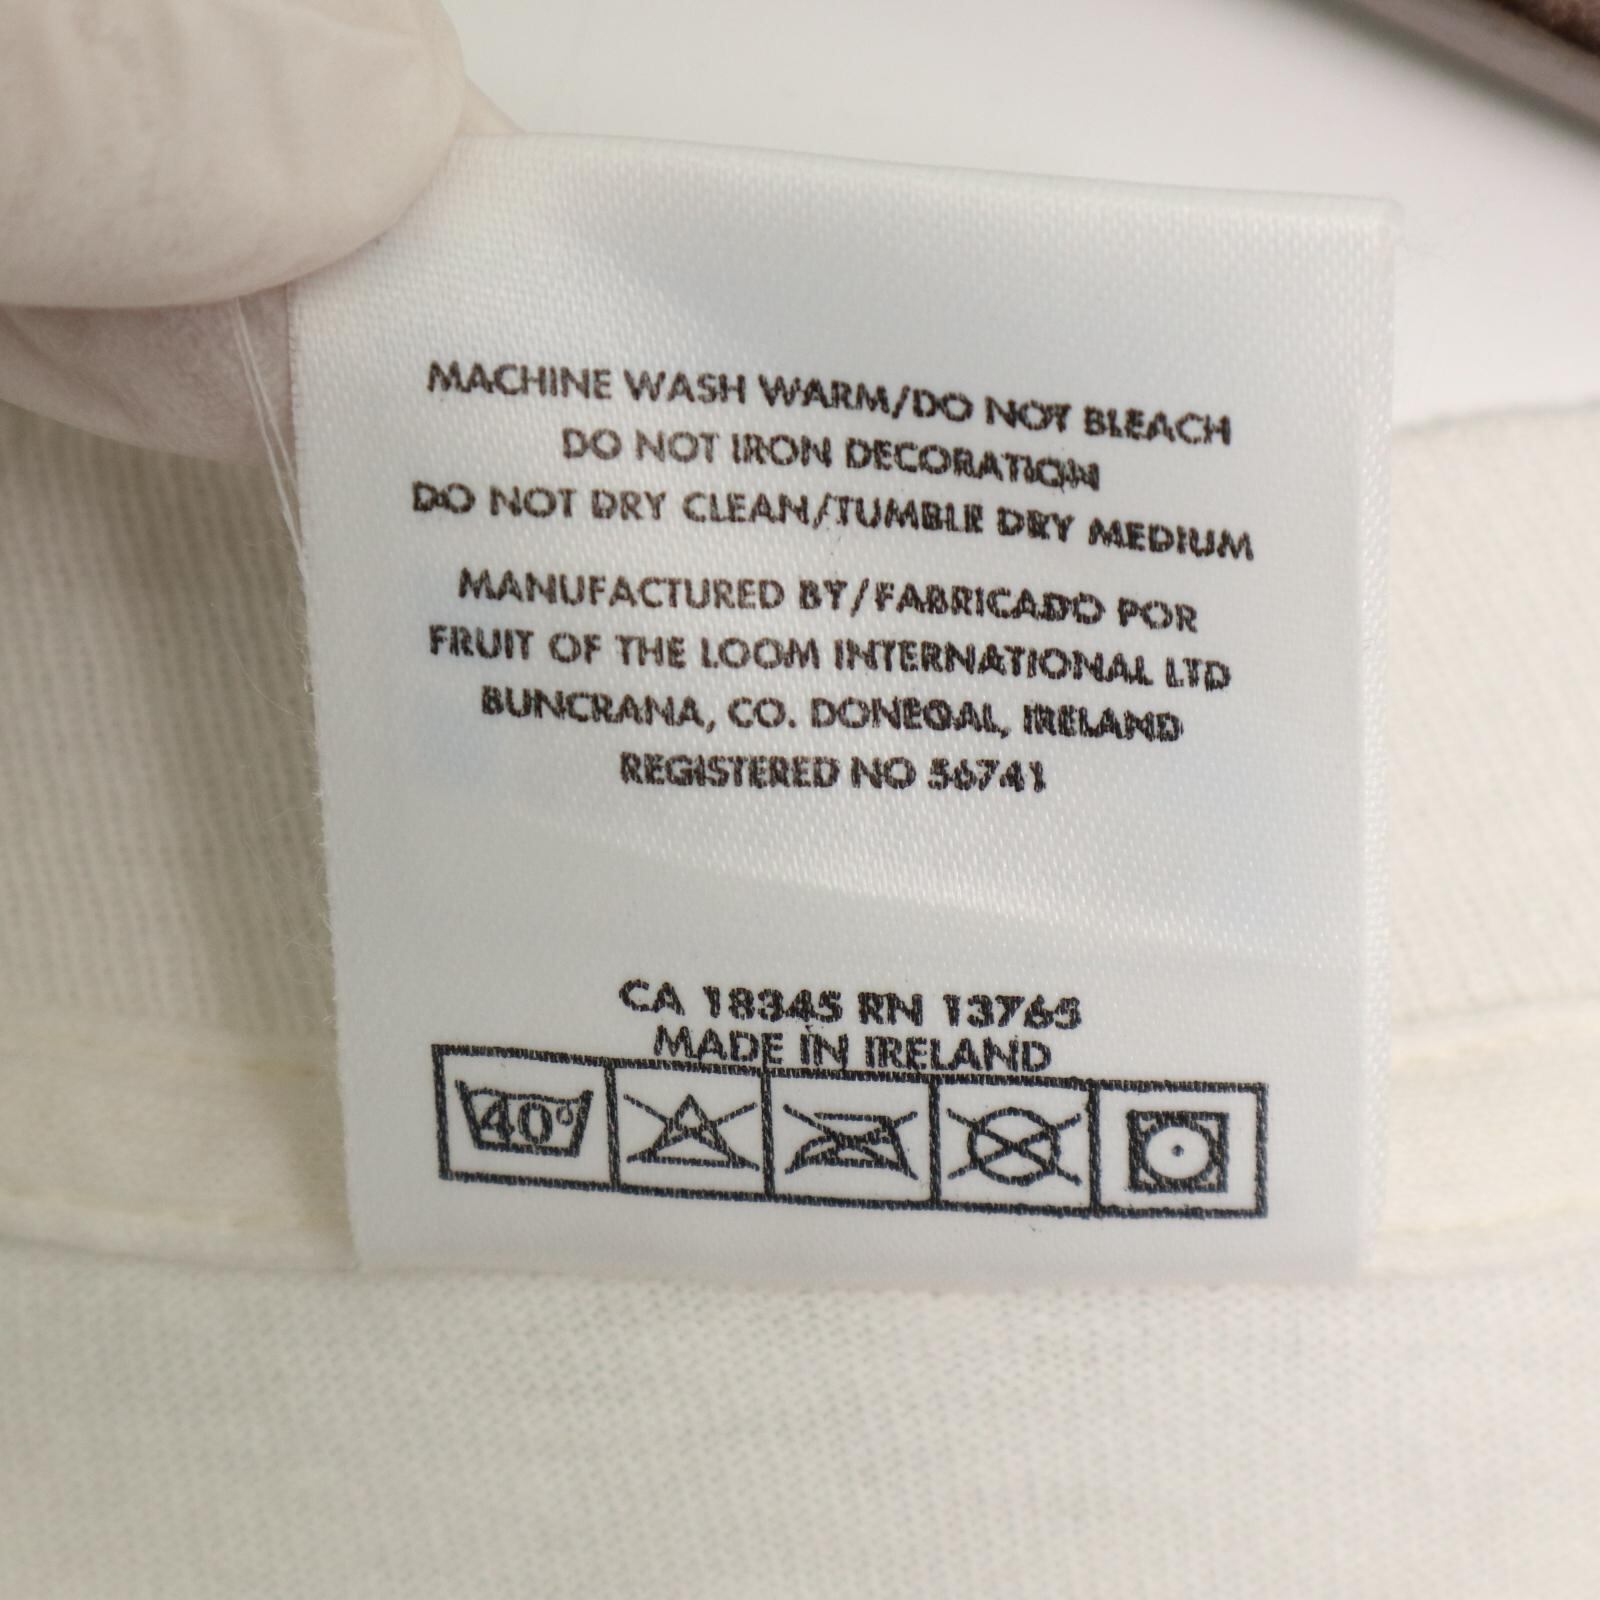 MACHINE WASH WARM/DO NOT BLEACH
DO NOT IRON DECORATION
DO NOT DRY CLEAN/TUMBLE DRY MEDIUM
MANUFACTURED BY/FABRICADO POR
FRUIT OF THE LOOM INTERNATIONAL LTD
BUNCRANA, CO. DONEGAL, IRELAND
REGISTERED NO 56741
CA 18345 RN 13765
MADE IN IRELAND
40°